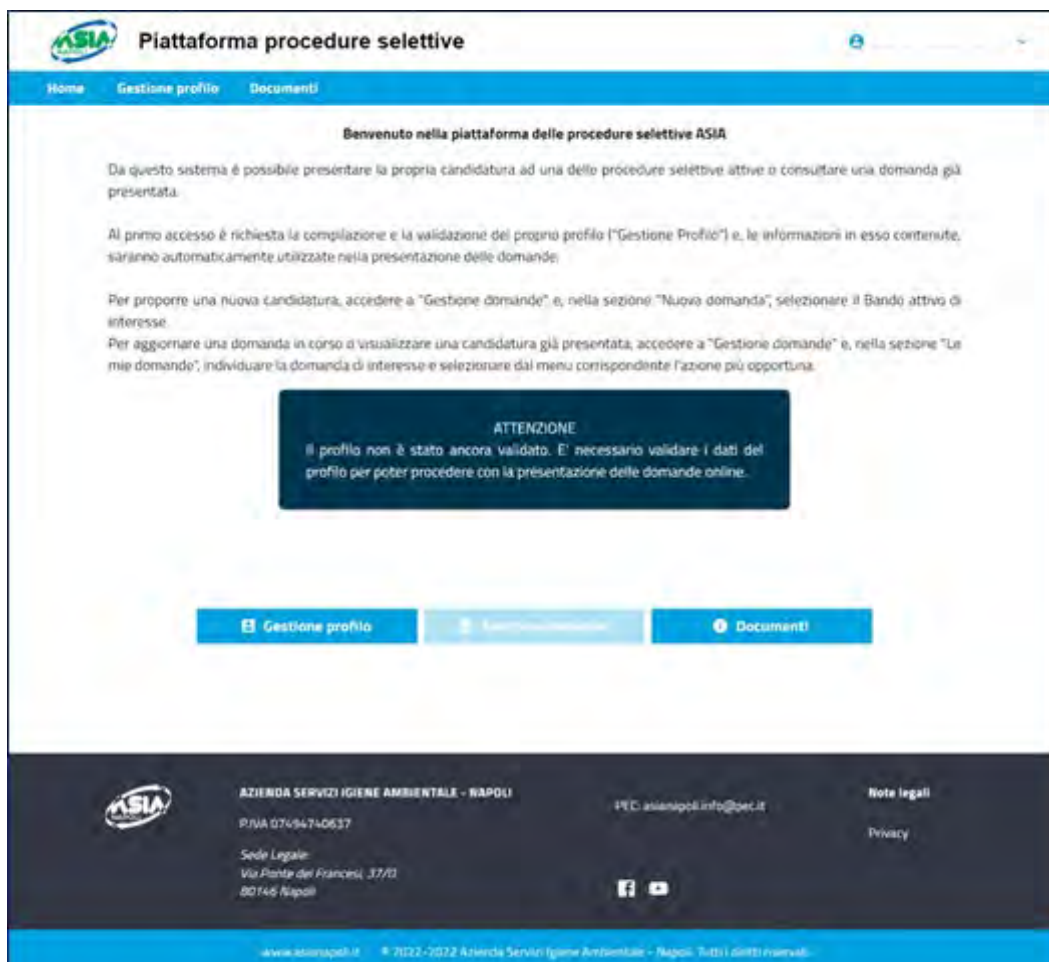 ASIA
Piattaforma procedure selettive
Home Gestione profilo Documenti
Benvenuto nella piattaforma delle procedure selettive ASIA
Da questo sistema è possibile presentare la propria candidatura ad una delle procedure selettive attive o consultare una domanda già
presentata.
Al primo accesso è richiesta la compilazione e la validazione del proprio profilo ("Gestione Profilo") e, le informazioni in esso contenute,
saranno automaticamente utilizzate nella presentazione delle domande.
Per proporre una nuova candidatura, accedere a "Gestione domande" e, nella sezione "Nuova domanda", selezionare il Bando attivo di
interesse.
Per aggiornare una domanda in corso o visualizzare una candidatura già presentata, accedere a "Gestione domande" e, nella sezione "Le
mie domande", individuare la domanda di interesse e selezionare dal menu corrispondente l'azione più opportuna.
ATTENZIONE
Il profilo non è stato ancora validato. E' necessario validare i dati del
profilo per poter procedere con la presentazione delle domande online.
Gestione profilo
Documenti
ASIA
AZIENDA SERVIZI IGIENE AMBIENTALE - NAPOLI
P.IVA 07494740637
Sede Legale:
Via Ponte dei Francesi, 37/D
80146 Napoli
PEC: asianapoli.info@pec.it
Note legali
Privacy
www.asianapoli.it © 2022-2022 Azienda Servizi Igiene Ambientale - Napoli. Tutti i diritti riservati.